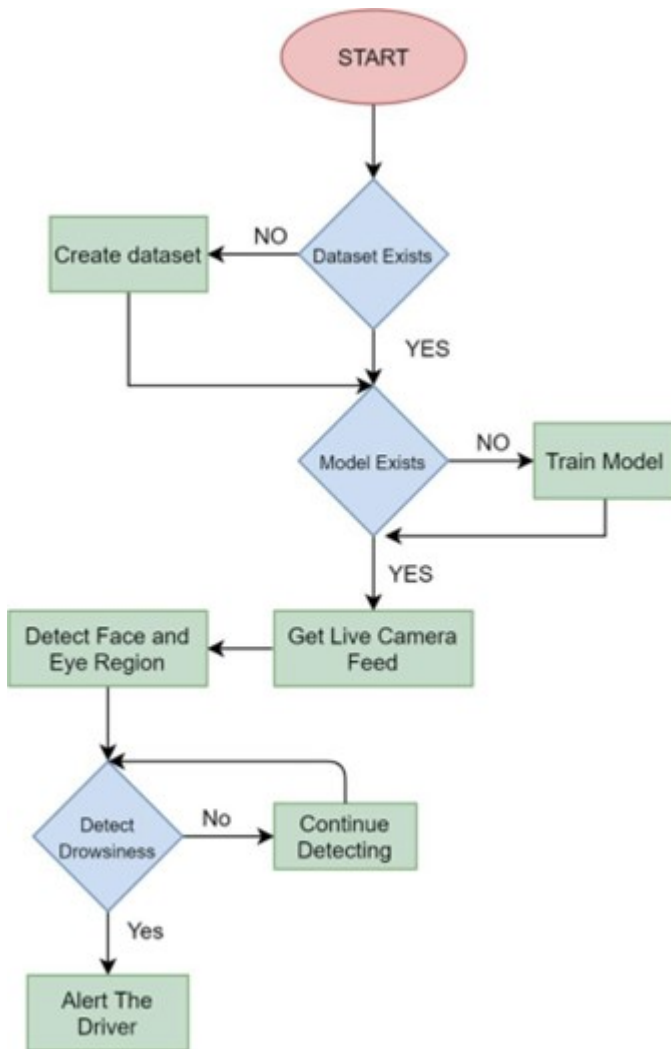 START
NO
Create dataset
Dataset Exists
YES
NO
Model Exists
Train Model
YES
Detect Face and
Eye Region
Get Live Camera
Feed
No
Detect
Drowsiness
Continue
Detecting
Yes
Alert The
Driver